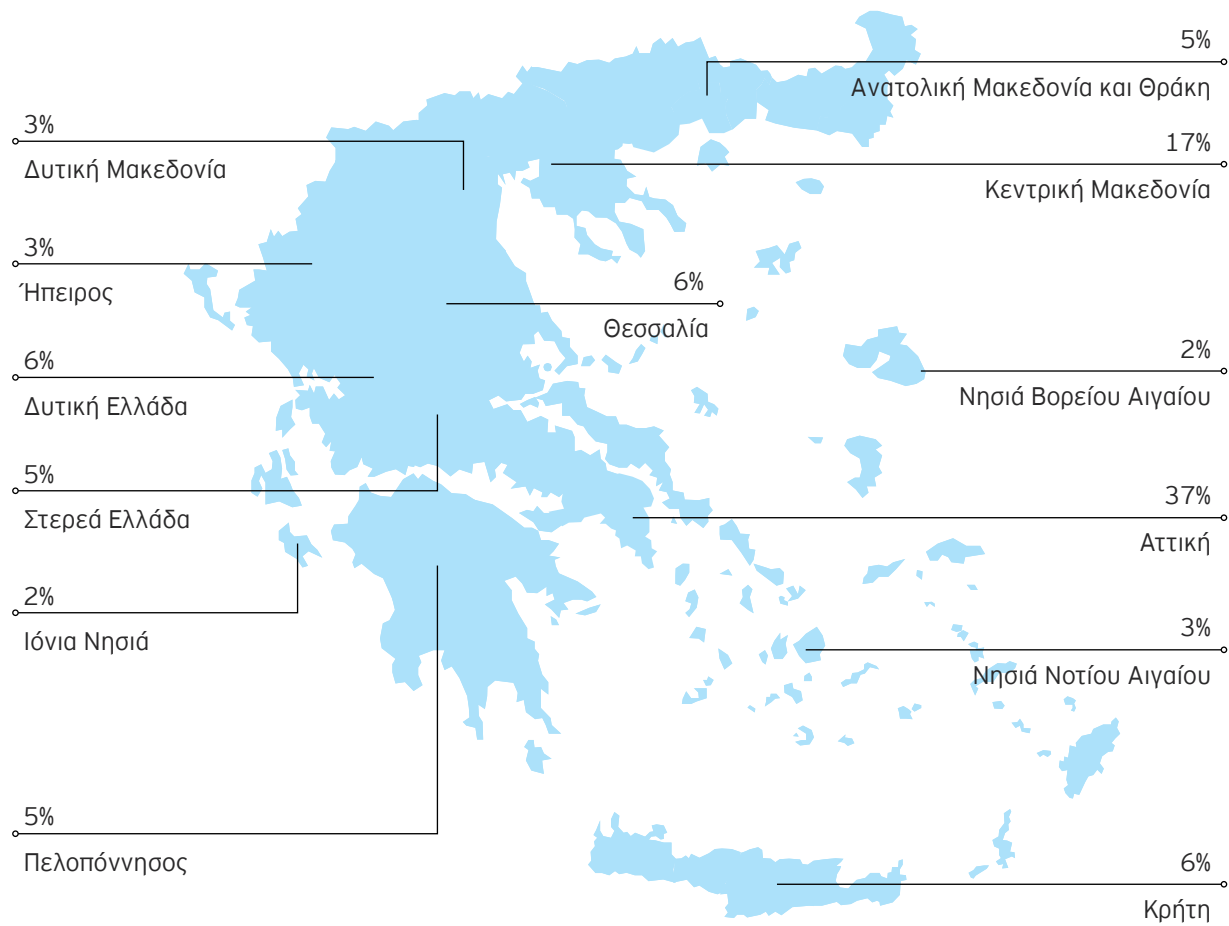 5%
Ανατολική Μακεδονία και Θράκη
3%
Δυτική Μακεδονία
17%
Κεντρική Μακεδονία
3%
Ήπειρος
6%
Θεσσαλία
6%
Δυτική Ελλάδα
2%
Νησιά Βορείου Αιγαίου
5%
Στερεά Ελλάδα
37%
Αττική
2%
Ιόνια Νησιά
3%
Νησιά Νοτίου Αιγαίου
5%
Πελοπόννησος
6%
Κρήτη